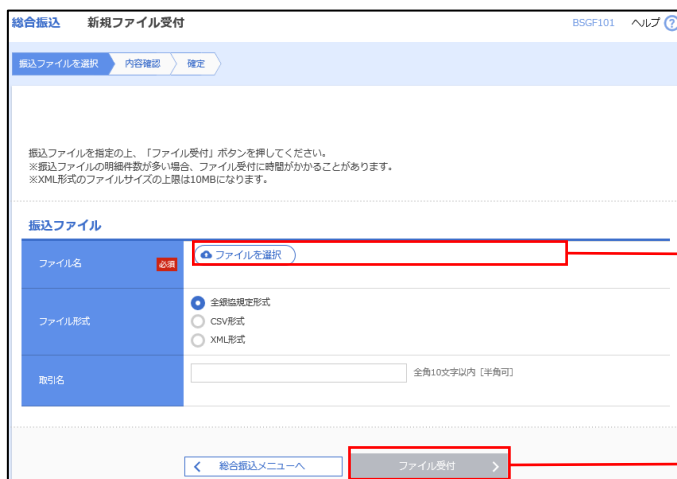 総合振込 新規ファイル受付 BSGF101 ヘルプ ?
振込ファイルを選択 内容確認 確定
振込ファイルを指定の上、「ファイル受付」ボタンを押してください。
※振込ファイルの明細件数が多い場合、ファイル受付に時間がかかることがあります。
※XML形式のファイルサイズの上限は10MBになります。
振込ファイル
ファイル名 必須 ファイルを選択
ファイル形式
全銀協規定形式
CSV形式
XML形式
取引名 全角10文字以内［半角可］
総合振込メニューへ ファイル受付